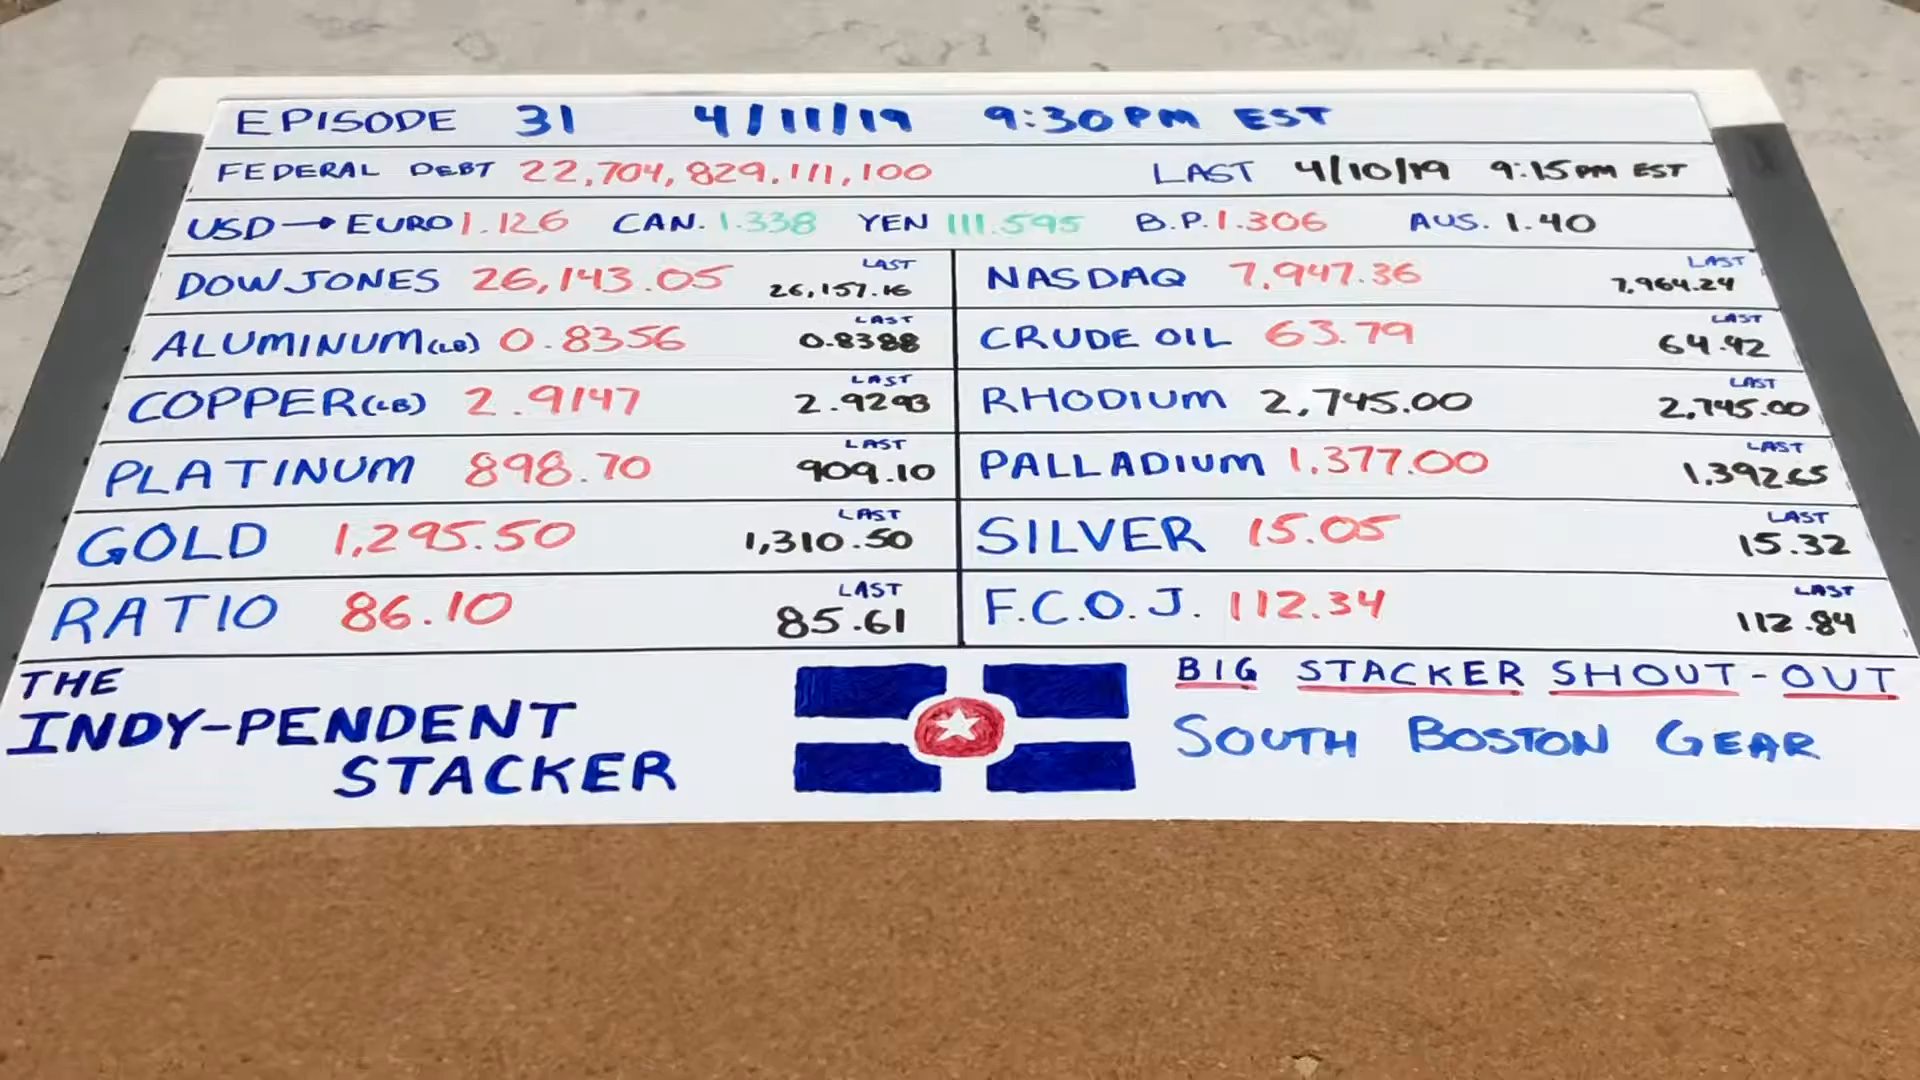 EPISODE 31 4/11/19 9:30PM EST
FEDERAL DEBT 22,704,829,111,100 LAST 4/10/19 9:15PM EST
USD→EURO 1.126 CAN. 1.338 YEN 111.595 B.P. 1.306 AUS. 1.40
DOW JONES 26,143.05 LAST 26,157.16 NASDAQ 7,947.36 LAST 7,964.24
ALUMINUM(LB) 0.8356 LAST 0.8388 CRUDE OIL 63.79 LAST 64.42
COPPER(LB) 2.9147 LAST 2.9293 RHODIUM 2,745.00 LAST 2,745.00
PLATINUM 898.70 LAST 909.10 PALLADIUM 1,377.00 LAST 1,392.65
GOLD 1,295.50 LAST 1,310.50 SILVER 15.05 LAST 15.32
RATIO 86.10 LAST 85.61 F.C.O.J. 112.34 LAST 112.84
THE
INDY-PENDENT
STACKER
BIG STACKER SHOUT-OUT
SOUTH BOSTON GEAR